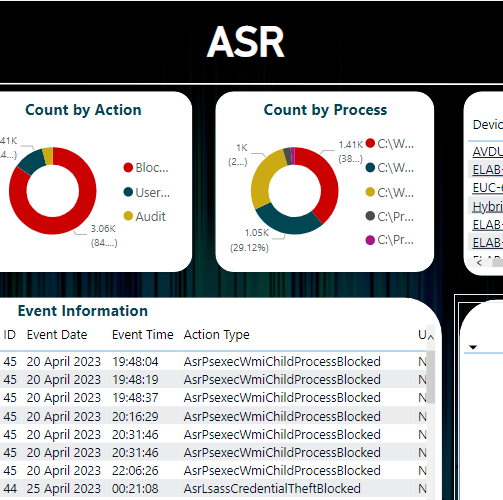 ASR
Count by Action
.41K
4...)
Bloc...
User...
Audit
3.06K
(84....)
Count by Process
1K
(2...)
1.41K
(38...)
1.05K
(29.12%)
C:\W...
C:\W...
C:\W...
C:\Pr...
C:\Pr...
Devic
AVDU
ELAB-
EUC-
Hybri
ELAB-
ELAB-
ELAB-
Event Information
ID Event Date Event Time Action Type U
45 20 April 2023 19:48:04 AsrPsexecWmiChildProcessBlocked N
45 20 April 2023 19:48:19 AsrPsexecWmiChildProcessBlocked N
45 20 April 2023 19:48:37 AsrPsexecWmiChildProcessBlocked N
45 20 April 2023 20:16:29 AsrPsexecWmiChildProcessBlocked N
45 20 April 2023 20:31:46 AsrPsexecWmiChildProcessBlocked N
45 20 April 2023 20:31:46 AsrPsexecWmiChildProcessBlocked N
45 20 April 2023 22:06:26 AsrPsexecWmiChildProcessBlocked N
44 25 April 2023 00:21:08 AsrLsassCredentialTheftBlocked N